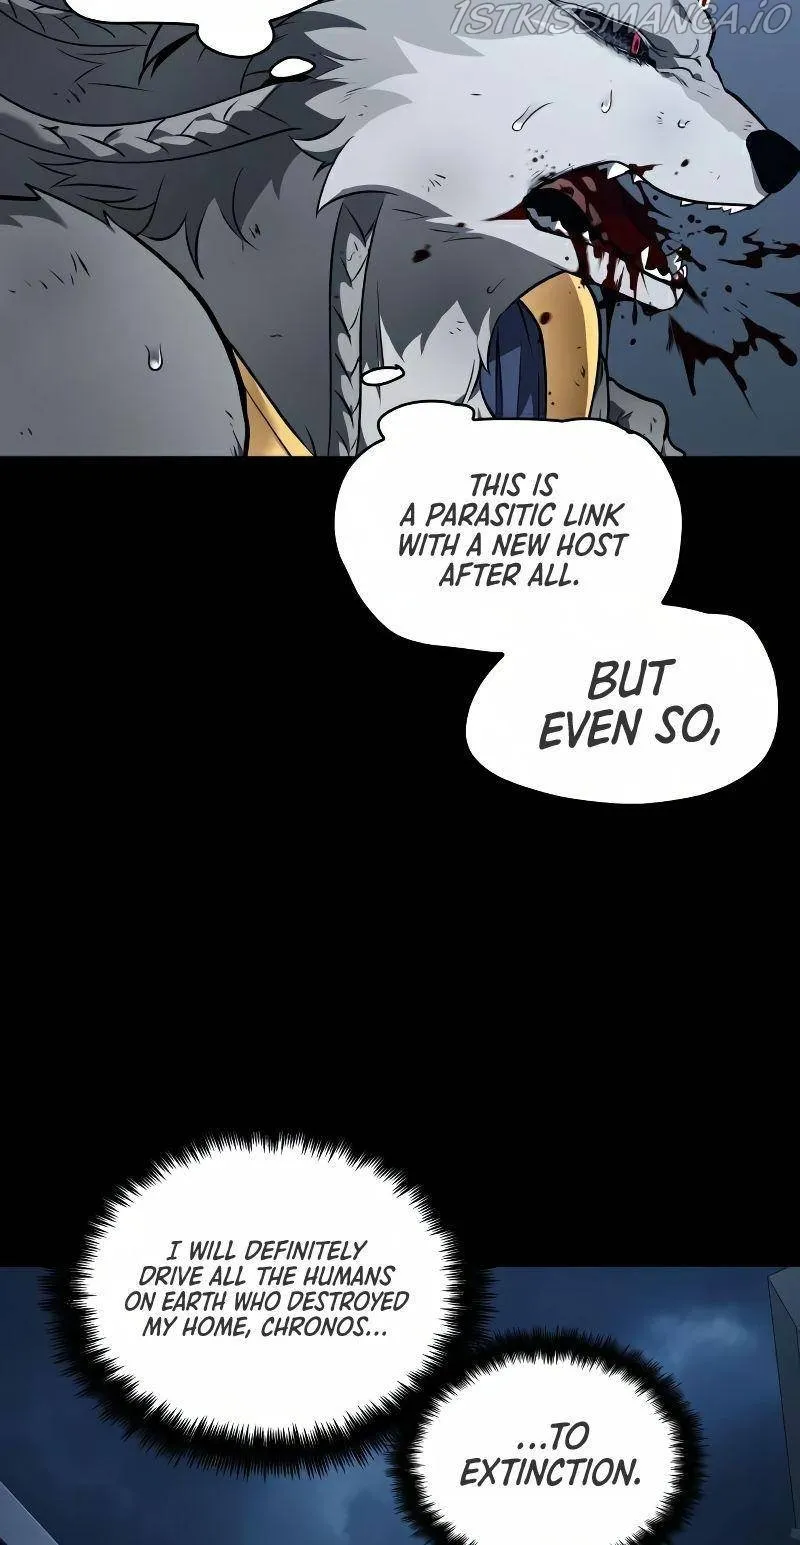 1STKISSMANGA.IO
THIS IS
A PARASITIC LINK
WITH A NEW HOST
AFTER ALL.
BUT
EVEN SO,
I WILL DEFINITELY
DRIVE ALL THE HUMANS
ON EARTH WHO DESTROYED
MY HOME, CHRONOS...
...TO
EXTINCTION.